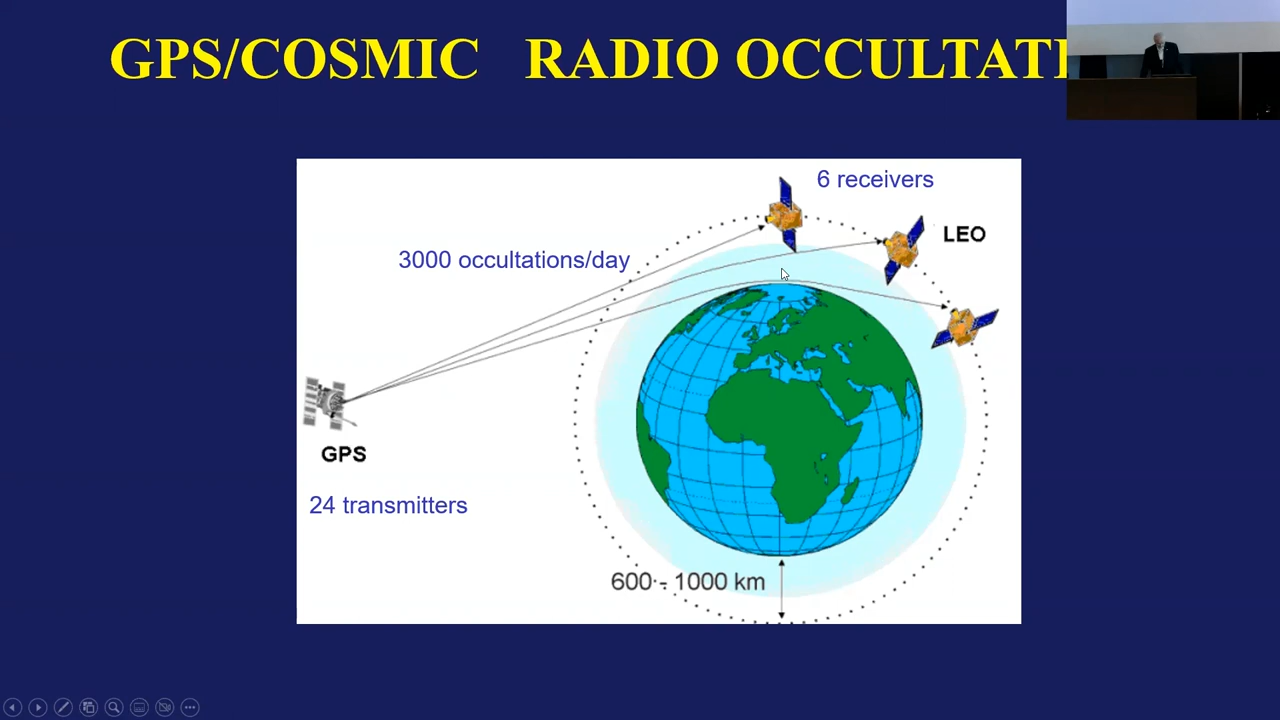 GPS/COSMIC RADIO OCCULTATI
6 receivers
LEO
3000 occultations/day
GPS
24 transmitters
600 - 1000 km